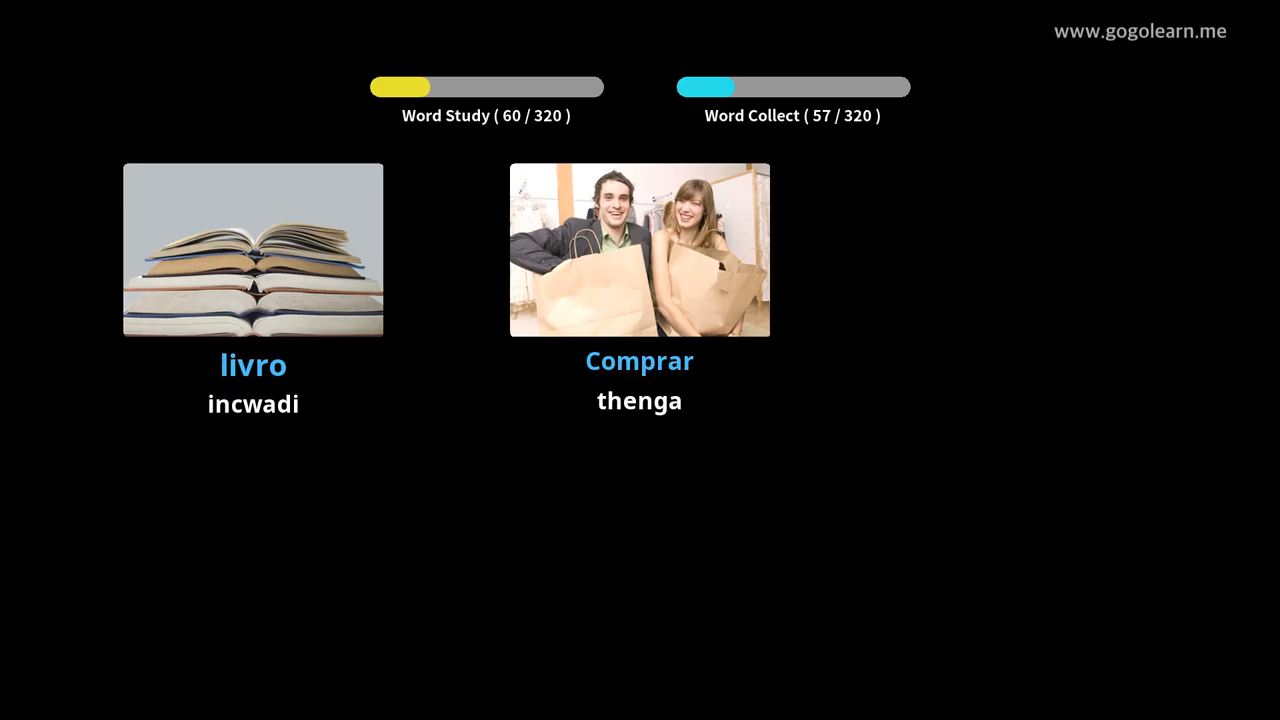 www.gogolearn.me
Word Study ( 60 / 320 )
Word Collect ( 57 / 320 )
livro
incwadi
Comprar
thenga